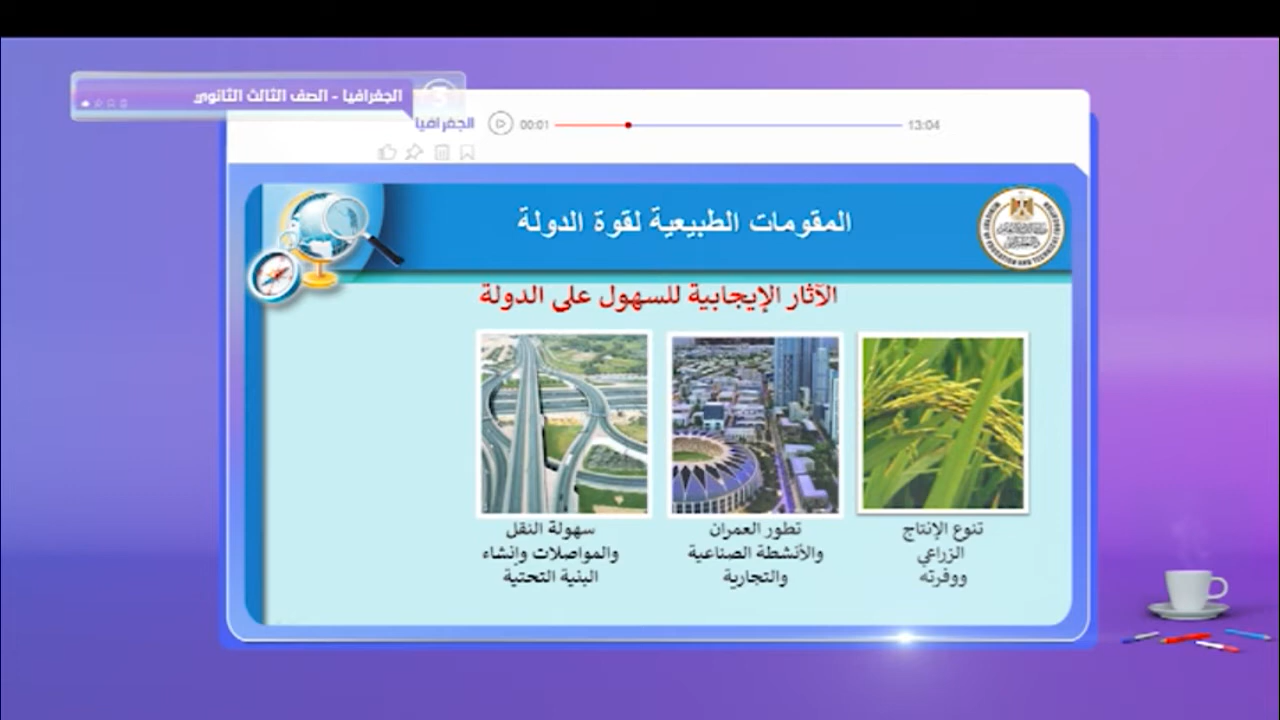 الجغرافيا - الصف الثالث الثانوي
الجغرافيا
00:01
13:04
المقومات الطبيعية لقوة الدولة
الآثار الإيجابية للسهول على الدولة
تنوع الإنتاج
الزراعي
ووفرته
تطور العمران
والأنشطة الصناعية
والتجارية
سهولة النقل
والمواصلات وإنشاء
البنية التحتية